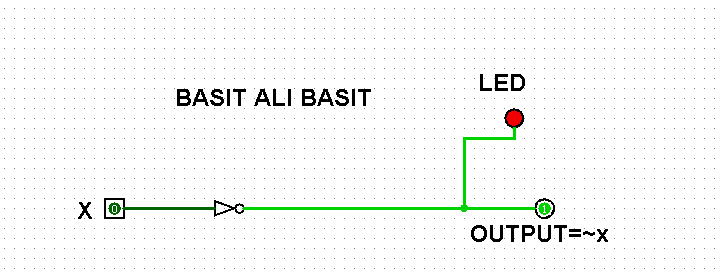 LED
BASIT ALI BASIT
X 0
1
OUTPUT=~x